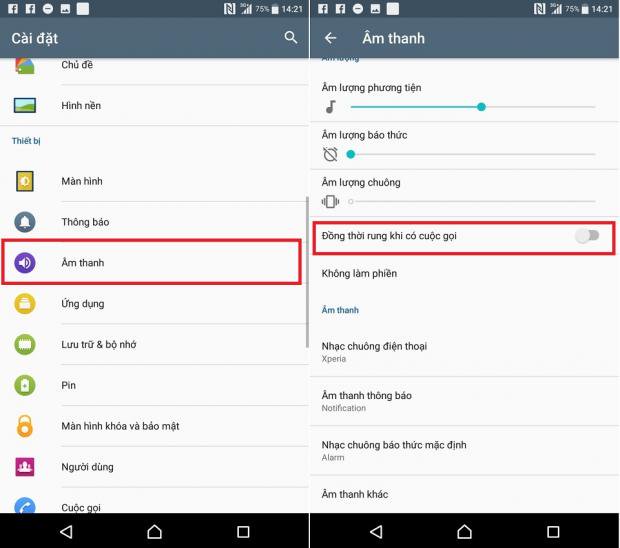 3G
75%
14:21
Cài đặt
Chủ đề
Hình nền
Thiết bị
Màn hình
Thông báo
Âm thanh
Ứng dụng
Lưu trữ & bộ nhớ
Pin
Màn hình khóa và bảo mật
Người dùng
Cuộc gọi
3G
75%
14:21
Âm thanh
Âm lượng
Âm lượng phương tiện
Âm lượng báo thức
Âm lượng chuông
Đồng thời rung khi có cuộc gọi
Không làm phiền
Âm thanh
Nhạc chuông điện thoại
Xperia
Âm thanh thông báo
Notification
Nhạc chuông báo thức mặc định
Alarm
Âm thanh khác